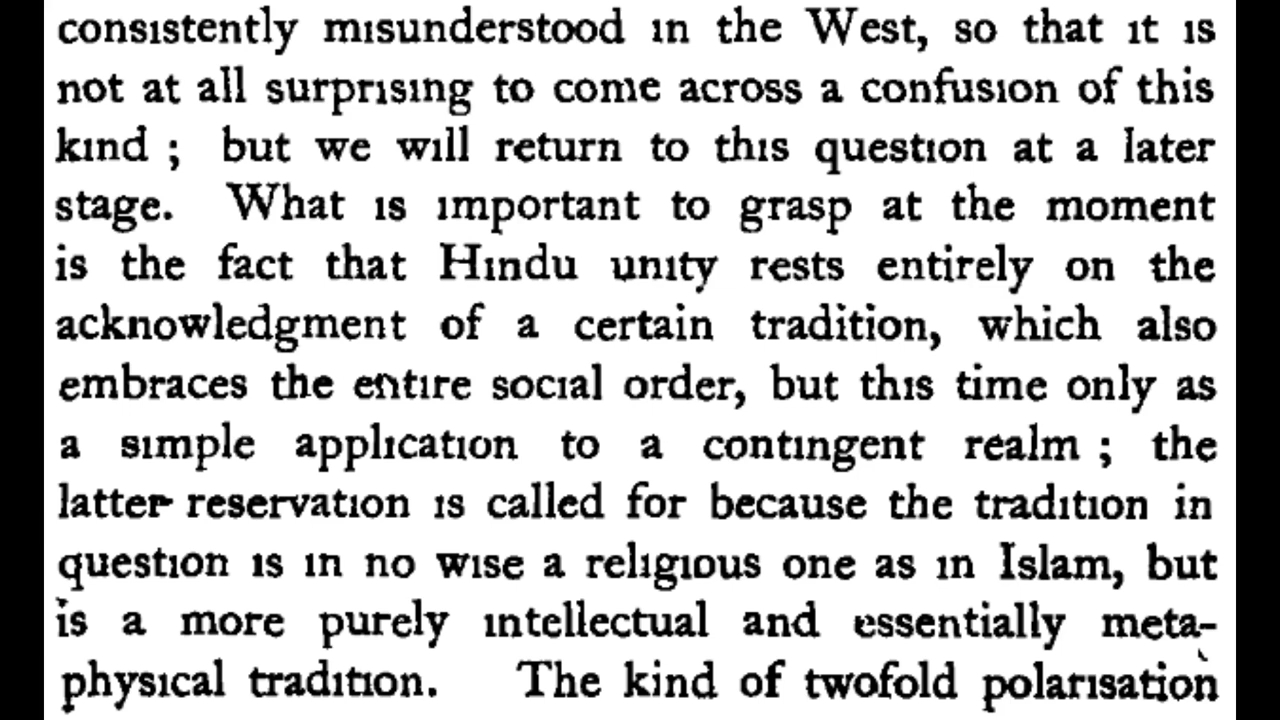 consistently misunderstood in the West, so that it is
not at all surprising to come across a confusion of this
kind ; but we will return to this question at a later
stage. What is important to grasp at the moment
is the fact that Hindu unity rests entirely on the
acknowledgment of a certain tradition, which also
embraces the entire social order, but this time only as
a simple application to a contingent realm ; the
latter reservation is called for because the tradition in
question is in no wise a religious one as in Islam, but
is a more purely intellectual and essentially meta-
physical tradition. The kind of twofold polarisation